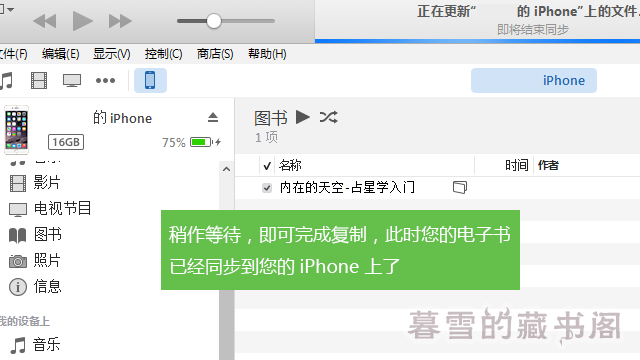 正在更新“ 的 iPhone”上的文件
即将结束同步
文件(F) 编辑(E) 显示(V) 控制(C) 商店(S) 帮助(H)
iPhone
的 iPhone
16GB
75%
音乐
影片
电视节目
图书
照片
信息
我的设备上
音乐
图书
1 项
名称 时间 作者
内在的天空-占星学入门
稍作等待，即可完成复制，此时您的电子书
已经同步到您的 iPhone 上了
暮雪的藏书阁